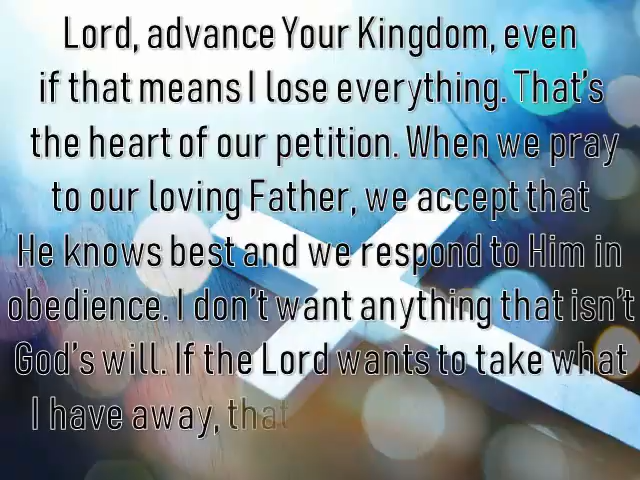 Lord, advance Your Kingdom, even
if that means I lose everything. That's
the heart of our petition. When we pray
to our loving Father, we accept that
He knows best and we respond to Him in
obedience. I don't want anything that isn't
God's will. If the Lord wants to take what
I have away, that